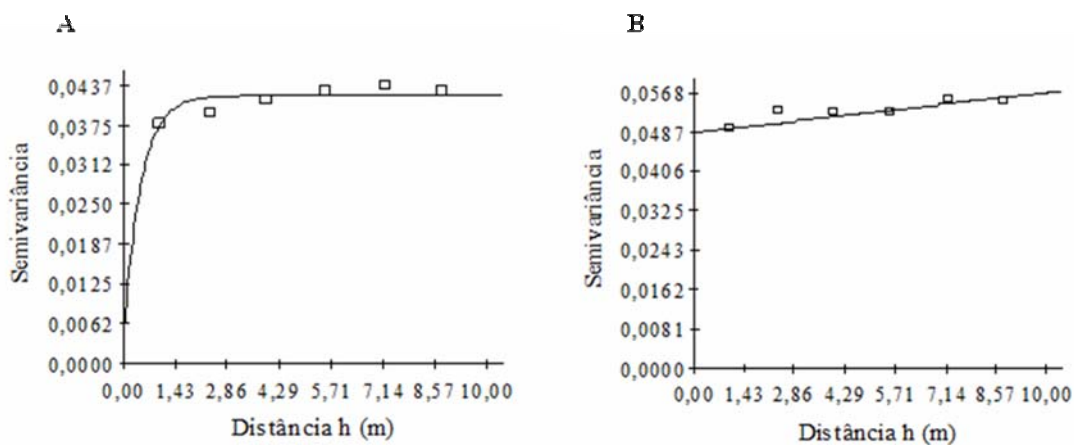 A
B
Semivariância
0,0437
0,0375
0,0312
0,0250
0,0187
0,0125
0,0062
0,0000
0,00 1,43 2,86 4,29 5,71 7,14 8,57 10,00
Distância h (m)
Semivariância
0,0568
0,0487
0,0406
0,0325
0,0243
0,0162
0,0081
0,0000
0,00 1,43 2,86 4,29 5,71 7,14 8,57 10,00
Distância h (m)